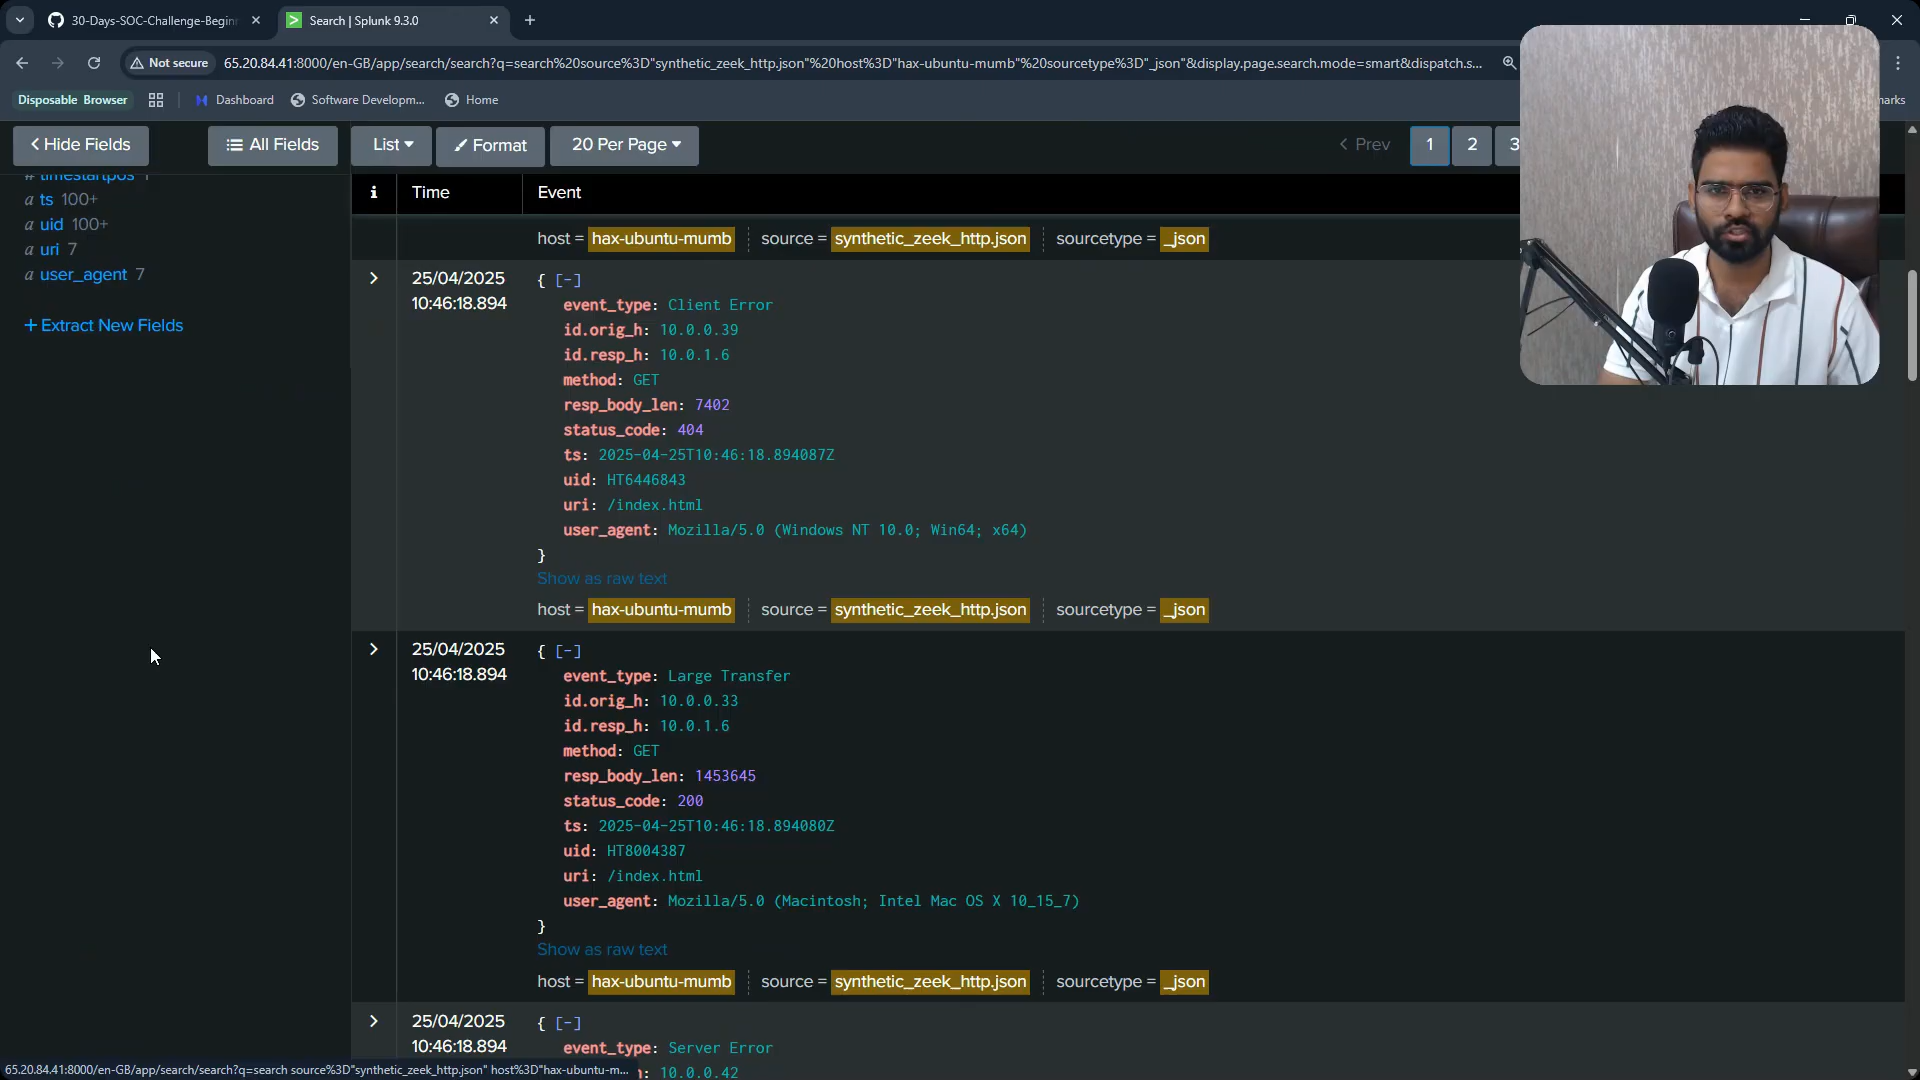 30-Days-SOC-Challenge-Beginn
Search | Splunk 9.3.0
Not secure
65.20.84.41:8000/en-GB/app/search/search?q=search%20source%3D"synthetic_zeek_http.json"%20host%3D"hax-ubuntu-mumb"%20sourcetype%3D"_json"&display.page.search.mode=smart&dispatch.s...
Disposable Browser
Dashboard
Software Developm...
Home
marks
Hide Fields
All Fields
List
Format
20 Per Page
Prev
1
2
3
# timestartpos 1
a ts 100+
a uid 100+
a uri 7
a user_agent 7
+ Extract New Fields
i
Time
Event
host = hax-ubuntu-mumb source = synthetic_zeek_http.json sourcetype = _json
25/04/2025
10:46:18.894
{ [-]
event_type: Client Error
id.orig_h: 10.0.0.39
id.resp_h: 10.0.1.6
method: GET
resp_body_len: 7402
status_code: 404
ts: 2025-04-25T10:46:18.894087Z
uid: HT6446843
uri: /index.html
user_agent: Mozilla/5.0 (Windows NT 10.0; Win64; x64)
}
Show as raw text
host = hax-ubuntu-mumb source = synthetic_zeek_http.json sourcetype = _json
25/04/2025
10:46:18.894
{ [-]
event_type: Large Transfer
id.orig_h: 10.0.0.33
id.resp_h: 10.0.1.6
method: GET
resp_body_len: 1453645
status_code: 200
ts: 2025-04-25T10:46:18.894080Z
uid: HT8004387
uri: /index.html
user_agent: Mozilla/5.0 (Macintosh; Intel Mac OS X 10_15_7)
}
Show as raw text
host = hax-ubuntu-mumb source = synthetic_zeek_http.json sourcetype = _json
25/04/2025
10:46:18.894
{ [-]
event_type: Server Error
h: 10.0.0.42
65.20.84.41:8000/en-GB/app/search/search?q=search source%3D"synthetic_zeek_http.json" host%3D"hax-ubuntu-m...